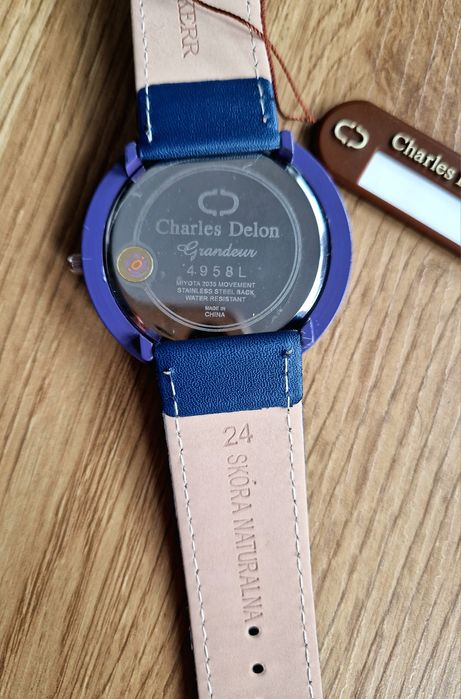 KERR
Charles D
Charles Delon
Grandeur
4958L
MIYOTA 2035 MOVEMENT
STAINLESS STEEL BACK
WATER RESISTANT
MADE IN
CHINA
24 SKÓRA NATURALNA